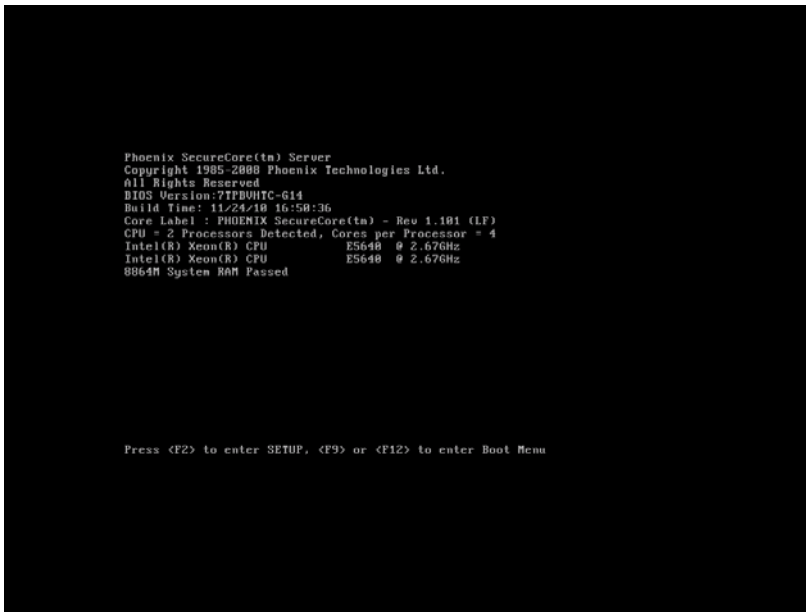 Phoenix SecureCore(tm) Server
Copyright 1985-2008 Phoenix Technologies Ltd.
All Rights Reserved
BIOS Version:7TPBVHTC-G14
Build Time: 11/24/10 16:50:36
Core Label : PHOENIX SecureCore(tm) - Rev 1.101 (LF)
CPU = 2 Processors Detected, Cores per Processor = 4
Intel(R) Xeon(R) CPU E5640 @ 2.67GHz
Intel(R) Xeon(R) CPU E5640 @ 2.67GHz
8864M System RAM Passed
Press <F2> to enter SETUP, <F9> or <F12> to enter Boot Menu